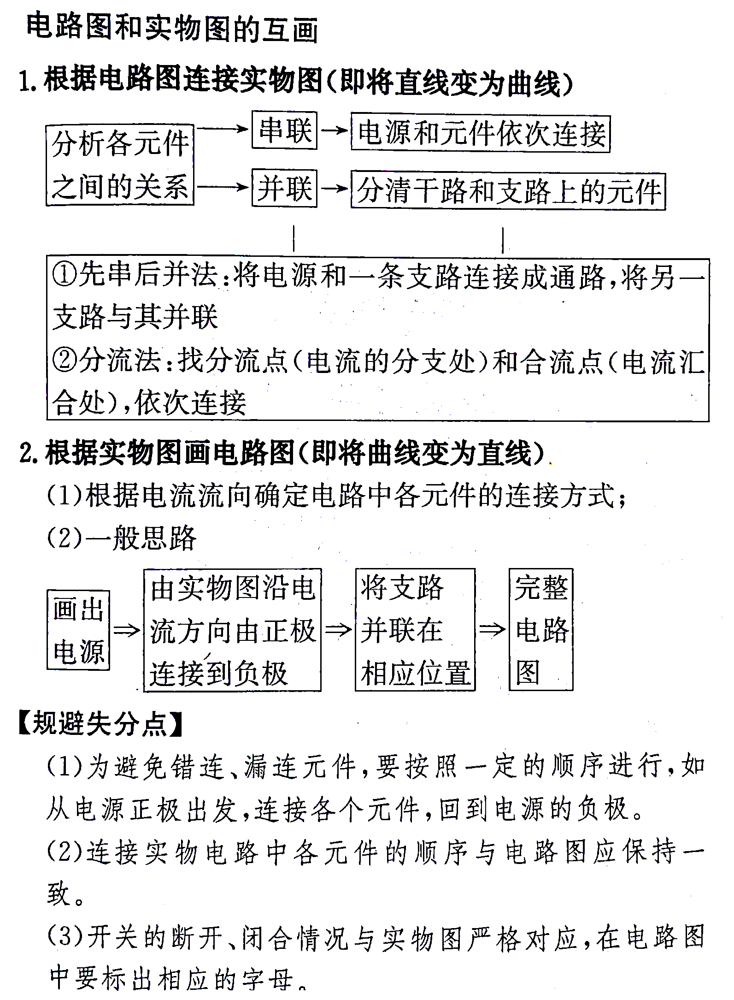 电路图和实物图的互画
1.根据电路图连接实物图(即将直线变为曲线)
分析各元件
之间的关系
串联
电源和元件依次连接
并联
分清干路和支路上的元件
①先串后并法:将电源和一条支路连接成通路,将另一
支路与其并联
②分流法:找分流点(电流的分支处)和合流点(电流汇
合处),依次连接
2.根据实物图画电路图(即将曲线变为直线)
(1)根据电流流向确定电路中各元件的连接方式;
(2)一般思路
画出
电源
由实物图沿电
流方向由正极
连接到负极
将支路
并联在
相应位置
完整
电路
图
【规避失分点】
(1)为避免错连、漏连元件,要按照一定的顺序进行,如
从电源正极出发,连接各个元件,回到电源的负极。
(2)连接实物电路中各元件的顺序与电路图应保持一
致。
(3)开关的断开、闭合情况与实物图严格对应,在电路图
中要标出相应的字母。